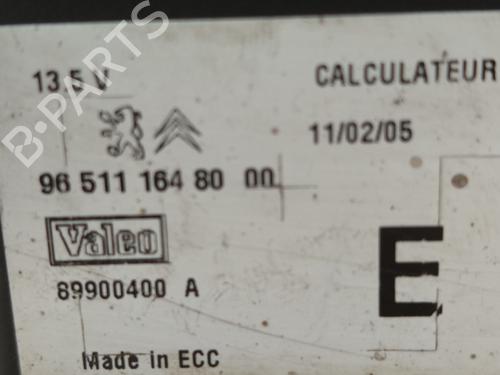 13.5 V
CALCULATEUR
11/02/05
96 511 164 80 00
Valeo
89900400 A
E
Made in ECC
B-PARTS